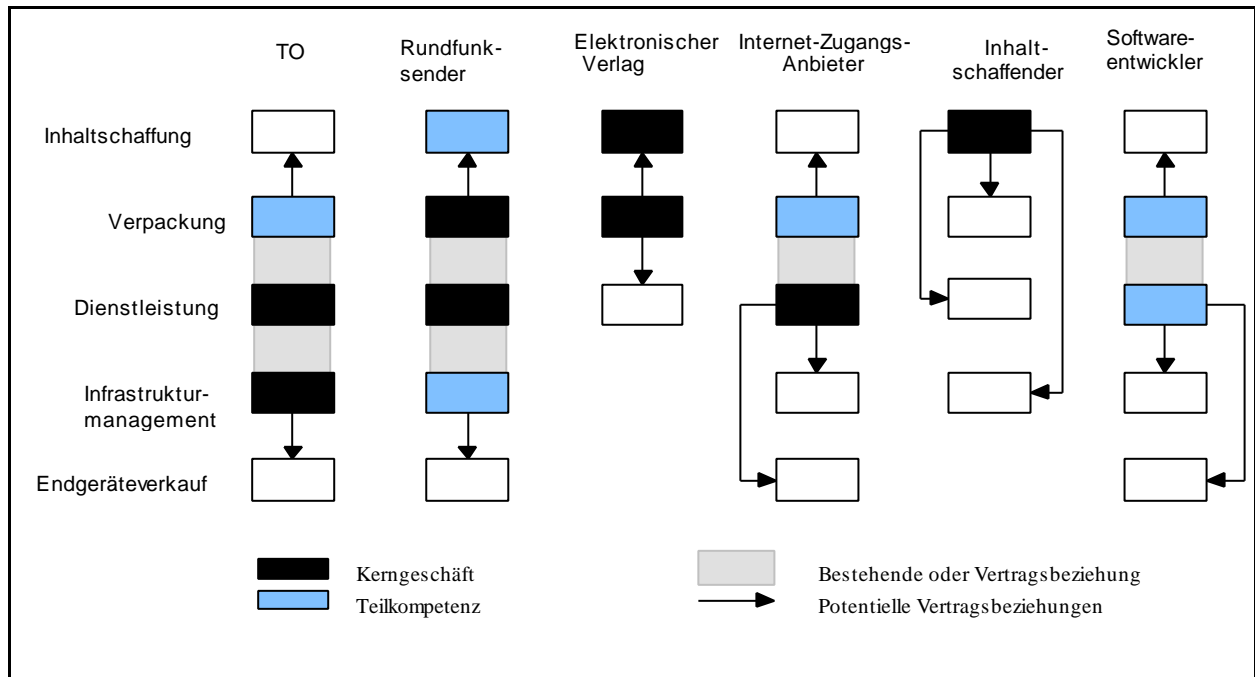 TO
Rundfunk-
sender
Elektronischer
Verlag
Internet-Zugangs-
Anbieter
Inhalt-
schaffender
Software-
entwickler
Inhaltschaffung
Verpackung
Dienstleistung
Infrastruktur-
management
Endgeräteverkauf
Kerngeschäft
Teilkompetenz
Bestehende oder Vertragsbeziehung
Potentielle Vertragsbeziehungen